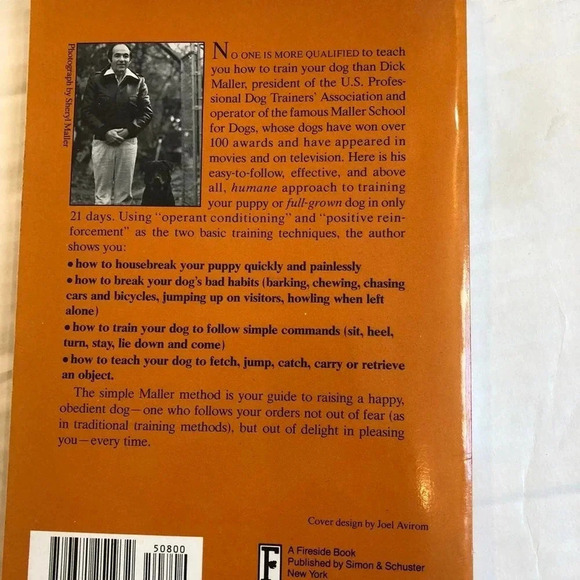 Photograph by Sheryl Maller
NO ONE IS MORE QUALIFIED to teach
you how to train your dog than Dick
Maller, president of the U.S. Profes-
sional Dog Trainers' Association and
operator of the famous Maller School
for Dogs, whose dogs have won over
100 awards and have appeared in
movies and on television. Here is his
easy-to-follow, effective, and above
all, humane approach to training
your puppy or full-grown dog in only
21 days. Using "operant conditioning" and "positive rein-
forcement" as the two basic training techniques, the author
shows you:
• how to housebreak your puppy quickly and painlessly
• how to break your dog's bad habits (barking, chewing, chasing
cars and bicycles, jumping up on visitors, howling when left
alone)
• how to train your dog to follow simple commands (sit, heel,
turn, stay, lie down and come)
• how to teach your dog to fetch, jump, catch, carry or retrieve
an object.
The simple Maller method is your guide to raising a happy,
obedient dog—one who follows your orders not out of fear (as
in traditional training methods), but out of delight in pleasing
you—every time.
Cover design by Joel Avirom
50800
F
A Fireside Book
Published by Simon & Schuster
New York